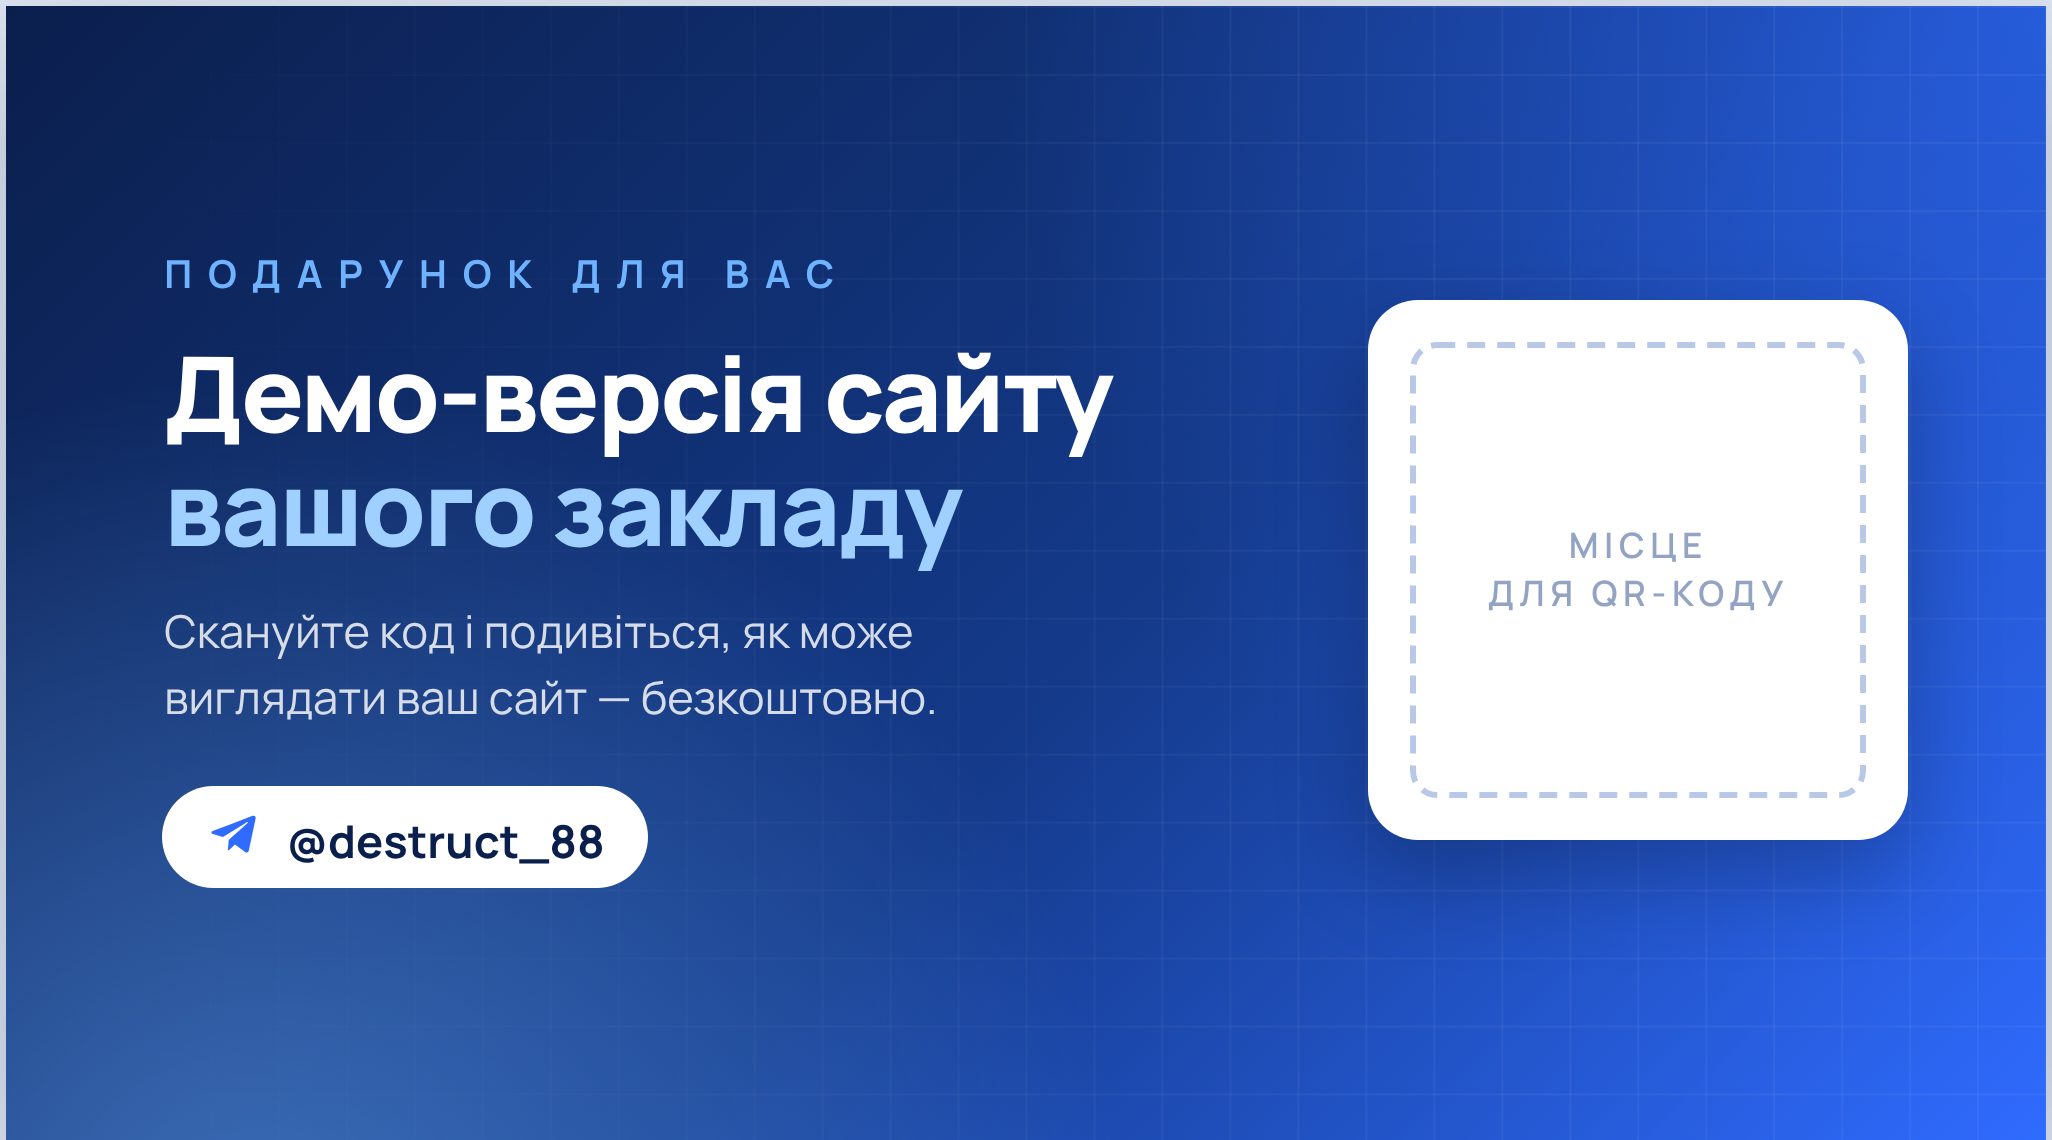 ПОДАРУНОК ДЛЯ ВАС
Демо-версія сайту
вашого закладу
Скануйте код і подивіться, як може
виглядати ваш сайт — безкоштовно.
@destruct_88
МІСЦЕ
ДЛЯ QR-КОДУ